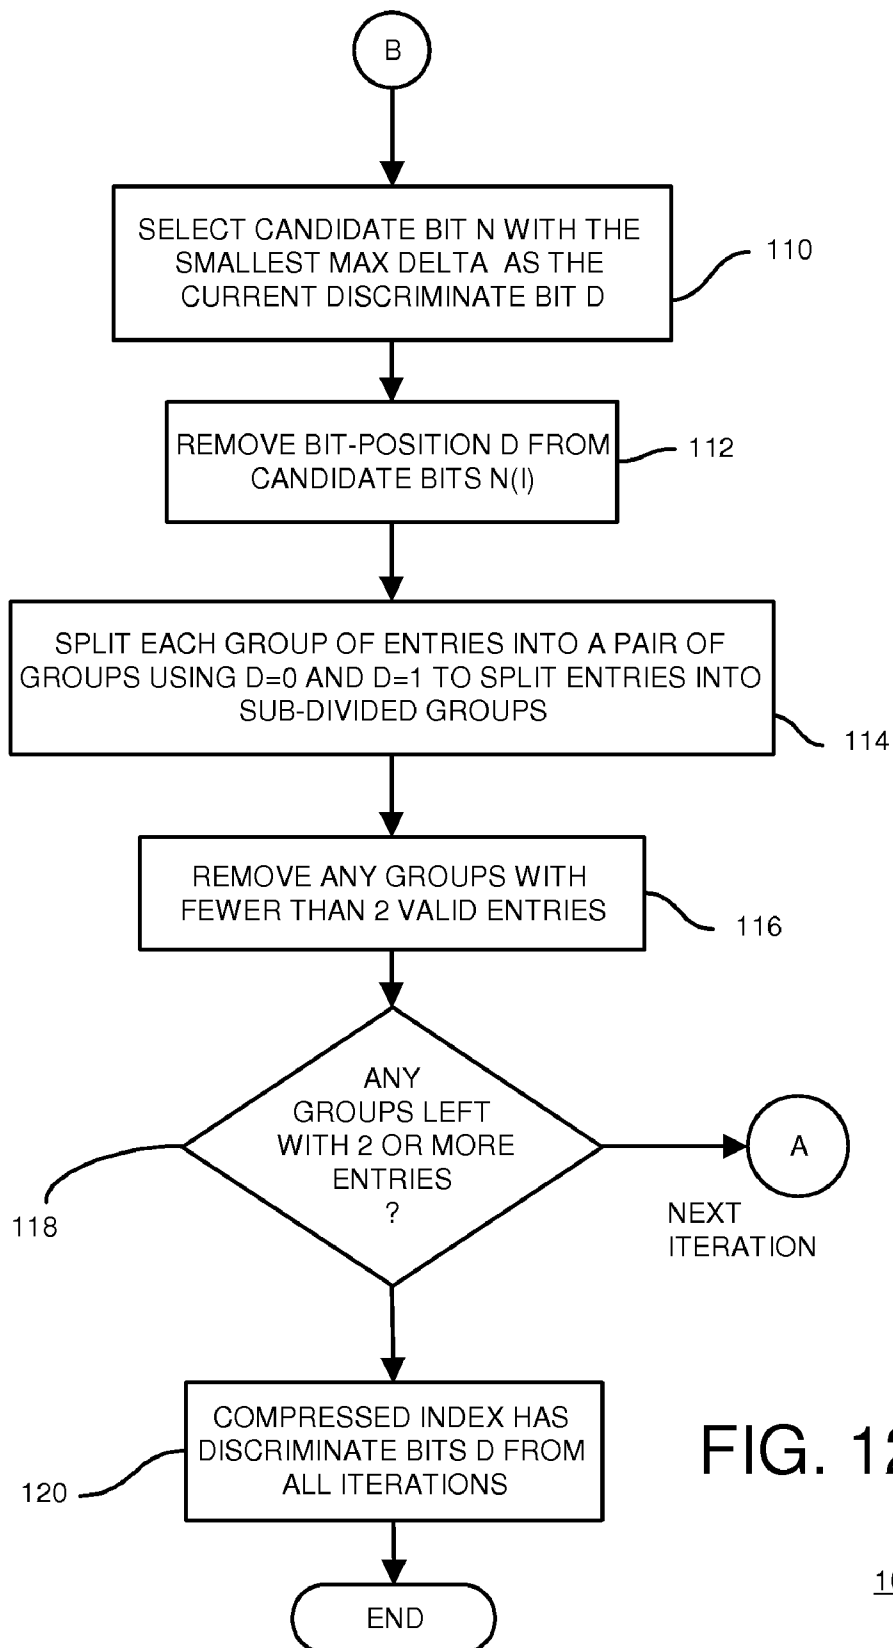 B
SELECT CANDIDATE BIT N WITH THE
SMALLEST MAX DELTA AS THE
CURRENT DISCRIMINATE BIT D
110
REMOVE BIT-POSITION D FROM
CANDIDATE BITS N(I)
112
SPLIT EACH GROUP OF ENTRIES INTO A PAIR OF
GROUPS USING D=0 AND D=1 TO SPLIT ENTRIES INTO
SUB-DIVIDED GROUPS
114
REMOVE ANY GROUPS WITH
FEWER THAN 2 VALID ENTRIES
116
ANY
GROUPS LEFT
WITH 2 OR MORE
ENTRIES
?
118
A
NEXT
ITERATION
COMPRESSED INDEX HAS
DISCRIMINATE BITS D FROM
ALL ITERATIONS
120
FIG. 12
END